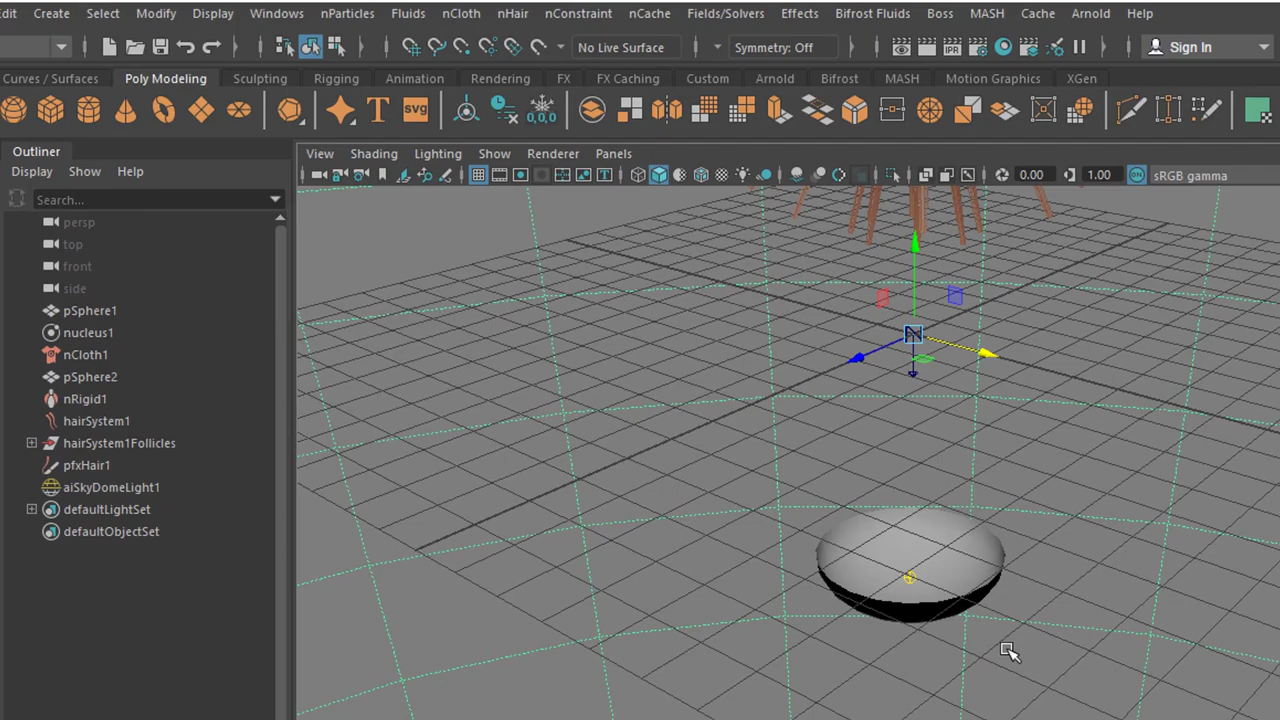 dit Create Select Modify Display Windows nParticles Fluids nCloth nHair nConstraint nCache Fields/Solvers Effects Bifrost Fluids Boss MASH Cache Arnold Help
No Live Surface Symmetry: Off IPR Sign In
Curves / Surfaces Poly Modeling Sculpting Rigging Animation Rendering FX FX Caching Custom Arnold Bifrost MASH Motion Graphics XGen
T svg 0,0,0
Outliner
Display Show Help
Search...
View Shading Lighting Show Renderer Panels
0.00 1.00 ON sRGB gamma
persp
top
front
side
pSphere1
nucleus1
nCloth1
pSphere2
nRigid1
hairSystem1
hairSystem1Follicles
pfxHair1
aiSkyDomeLight1
defaultLightSet
defaultObjectSet